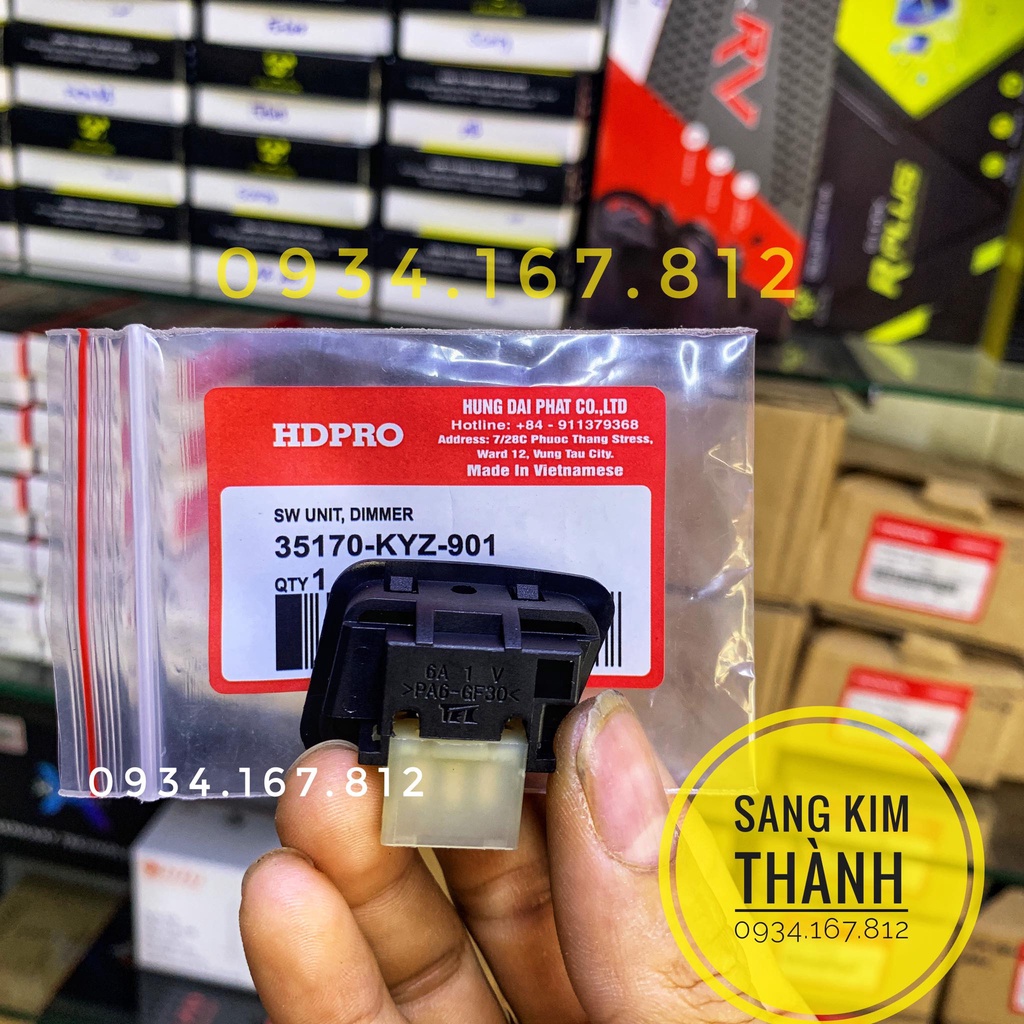 RV
R PLUS
0934.167.812
HDPRO
HUNG DAI PHAT CO.,LTD
Hotline: +84 - 911379368
Address: 7/28C Phuoc Thang Stress,
Ward 12, Vung Tau City.
Made In Vietnamese
SW UNIT, DIMMER
35170-KYZ-901
QTY 1
6A 1 V
>PA6-GF30<
0934.167.812
SANG KIM
THÀNH
0934.167.812